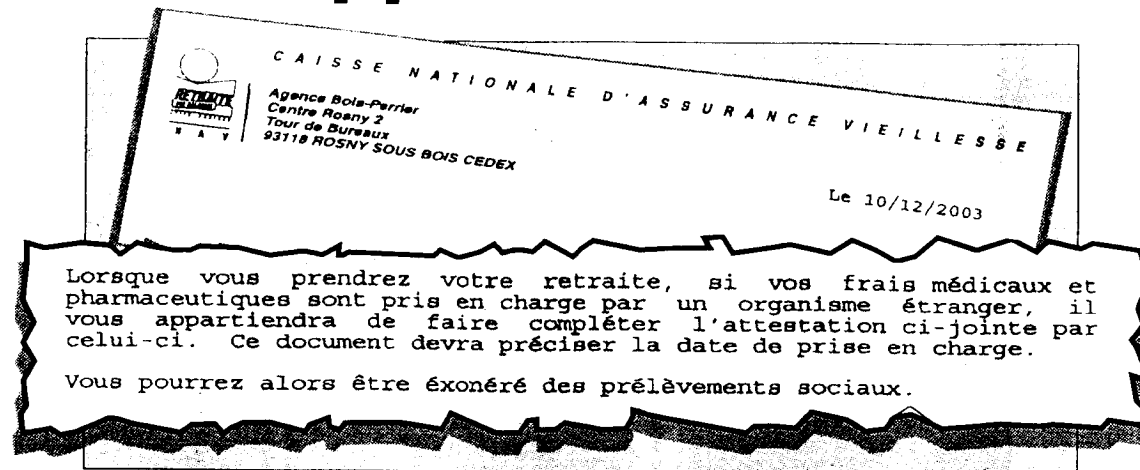 CAISSE NATIONALE D'ASSURANCE VIEILLESSE
RETRAITE
Agence Bois-Perrier
Centre Rosny 2
Tour de Bureaux
93118 ROSNY SOUS BOIS CEDEX
Le 10/12/2003
Lorsque vous prendrez votre retraite, si vos frais médicaux et
pharmaceutiques sont pris en charge par un organisme étranger, il
vous appartiendra de faire compléter l'attestation ci-jointe par
celui-ci. Ce document devra préciser la date de prise en charge.
Vous pourrez alors être éxonéré des prélèvements sociaux.